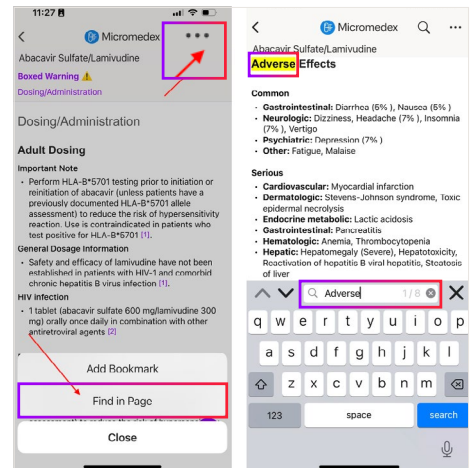 11:27
Micromedex
Abacavir Sulfate/Lamivudine
Boxed Warning
Dosing/Administration
Dosing/Administration
Adult Dosing
Important Note
• Perform HLA-B*5701 testing prior to initiation or
reinitiation of abacavir (unless patients have a
previously documented HLA-B*5701 allele
assessment) to reduce the risk of hypersensitivity
reaction. Use is contraindicated in patients who
test positive for HLA-B*5701 [1].
General Dosage Information
• Safety and efficacy of lamivudine have not been
established in patients with HIV-1 and comorbid
chronic hepatitis B virus infection [1].
HIV infection
• 1 tablet (abacavir sulfate 600 mg/lamivudine 300
mg) orally once daily in combination with other
antiretroviral agents [2]
Add Bookmark
Find in Page
Close
Micromedex
Abacavir Sulfate/Lamivudine
Adverse Effects
Common
• Gastrointestinal: Diarrhea (6% ), Nausea (5% )
• Neurologic: Dizziness, Headache (7% ), Insomnia
(7% ), Vertigo
• Psychiatric: Depression (7% )
• Other: Fatigue, Malaise
Serious
• Cardiovascular: Myocardial infarction
• Dermatologic: Stevens-Johnson syndrome, Toxic
epidermal necrolysis
• Endocrine metabolic: Lactic acidosis
• Gastrointestinal: Pancreatitis
• Hematologic: Anemia, Thrombocytopenia
• Hepatic: Hepatomegaly (Severe), Hepatotoxicity,
Reactivation of hepatitis B viral hepatitis, Steatosis
of liver
Adverse 1/8
q w e r t y u i o p
a s d f g h j k l
z x c v b n m
123 space search